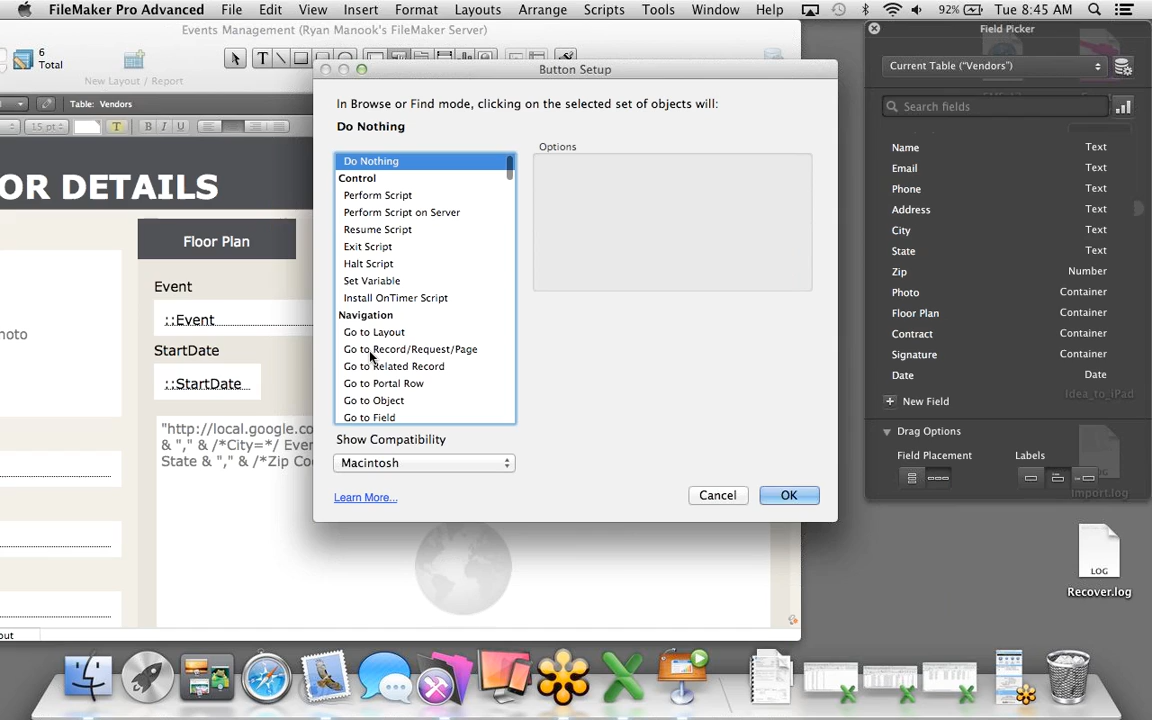 FileMaker Pro Advanced File Edit View Insert Format Layouts Arrange Scripts Tools Window Help 92% Tue 8:45 AM
Events Management (Ryan Manook's FileMaker Server)
6
Total
New Layout / Report
Table: Vendors
15 pt
B I U
OR DETAILS
Floor Plan
Event
::Event
noto
StartDate
::StartDate
"http://local.google.co
& "," & /*City=*/ Even
State & "," & /*Zip Co
out
Button Setup
In Browse or Find mode, clicking on the selected set of objects will:
Do Nothing
Options
Do Nothing
Control
Perform Script
Perform Script on Server
Resume Script
Exit Script
Halt Script
Set Variable
Install OnTimer Script
Navigation
Go to Layout
Go to Record/Request/Page
Go to Related Record
Go to Portal Row
Go to Object
Go to Field
Show Compatibility
Macintosh
Learn More...
Cancel
OK
Field Picker
Current Table ("Vendors")
Search fields
Name Text
Email Text
Phone Text
Address Text
City Text
State Text
Zip Number
Photo Container
Floor Plan Container
Contract Container
Signature Container
Date Date
Idea_to_iPad
New Field
Drag Options
Field Placement Labels
Import.log
LOG
Recover.log